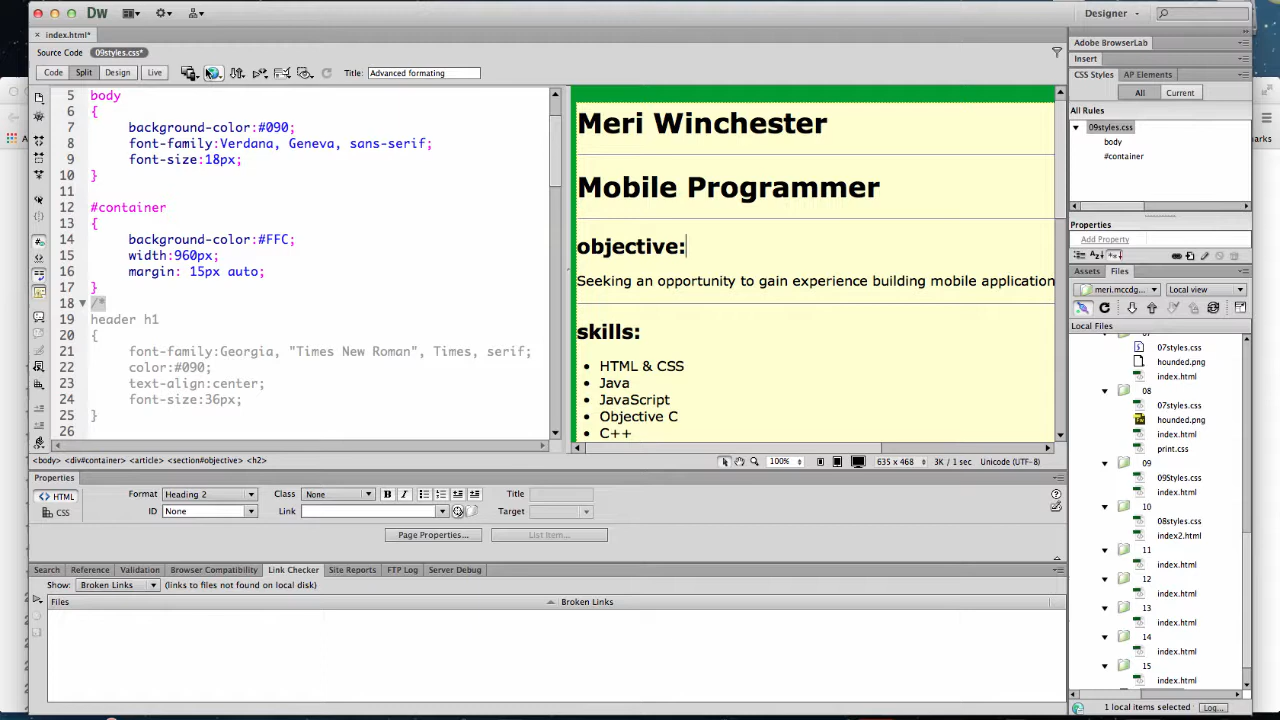 Dw
Designer
index.html*
Source Code
09styles.css*
Code
Split
Design
Live
Title:
Advanced formating
5 body
6 {
7 background-color:#090;
8 font-family:Verdana, Geneva, sans-serif;
9 font-size:18px;
10 }
11
12 #container
13 {
14 background-color:#FFC;
15 width:960px;
16 margin: 15px auto;
17 }
18 /*
19 header h1
20 {
21 font-family:Georgia, "Times New Roman", Times, serif;
22 color:#090;
23 text-align:center;
24 font-size:36px;
25 }
26
Meri Winchester
Mobile Programmer
objective:
Seeking an opportunity to gain experience building mobile application
skills:
• HTML & CSS
• Java
• JavaScript
• Objective C
• C++
<body> <div#container> <article> <section#objective> <h2>
100%
635 x 468
3K / 1 sec
Unicode (UTF-8)
Properties
<> HTML
CSS
Format Heading 2
Class None
B I
Title
ID None
Link
Target
Page Properties...
List Item...
Search
Reference
Validation
Browser Compatibility
Link Checker
Site Reports
FTP Log
Server Debug
Show: Broken Links (links to files not found on local disk)
Files
Broken Links
Adobe BrowserLab
Insert
CSS Styles
AP Elements
All
Current
All Rules
09styles.css
body
#container
Properties
Add Property
Assets
Files
meri.mccdg...
Local view
Local Files
07styles.css
hounded.png
index.html
08
07styles.css
hounded.png
index.html
print.css
09
09Styles.css
index.html
10
08styles.css
index2.html
11
index.html
12
index.html
13
index.html
14
index.html
15
index.html
1 local items selected
Log...